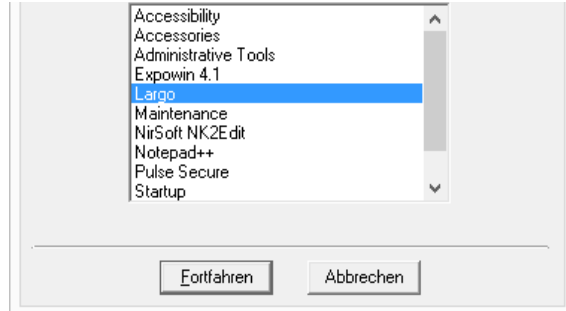 Accessibility
Accessories
Administrative Tools
Expowin 4.1
Largo
Maintenance
NirSoft NK2Edit
Notepad++
Pulse Secure
Startup
Fortfahren
Abbrechen